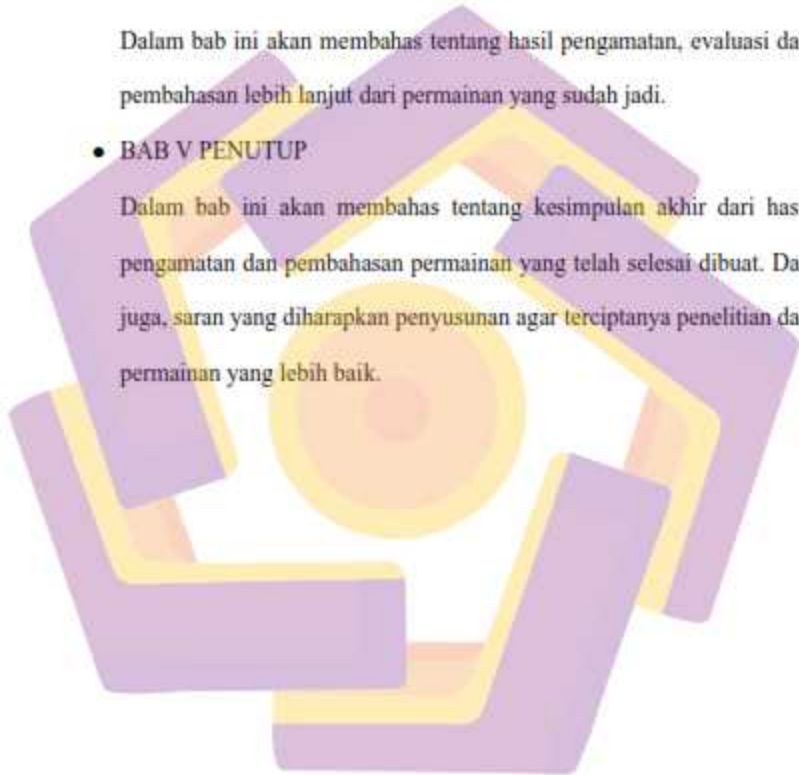 Dalam bab ini akan membahas tentang hasil pengamatan, evaluasi da
pembahasan lebih lanjut dari permainan yang sudah jadi.
• BAB V PENUTUP
Dalam bab ini akan membahas tentang kesimpulan akhir dari has
pengamatan dan pembahasan permainan yang telah selesai dibuat. Da
juga, saran yang diharapkan penyusunan agar terciptanya penelitian da
permainan yang lebih baik.